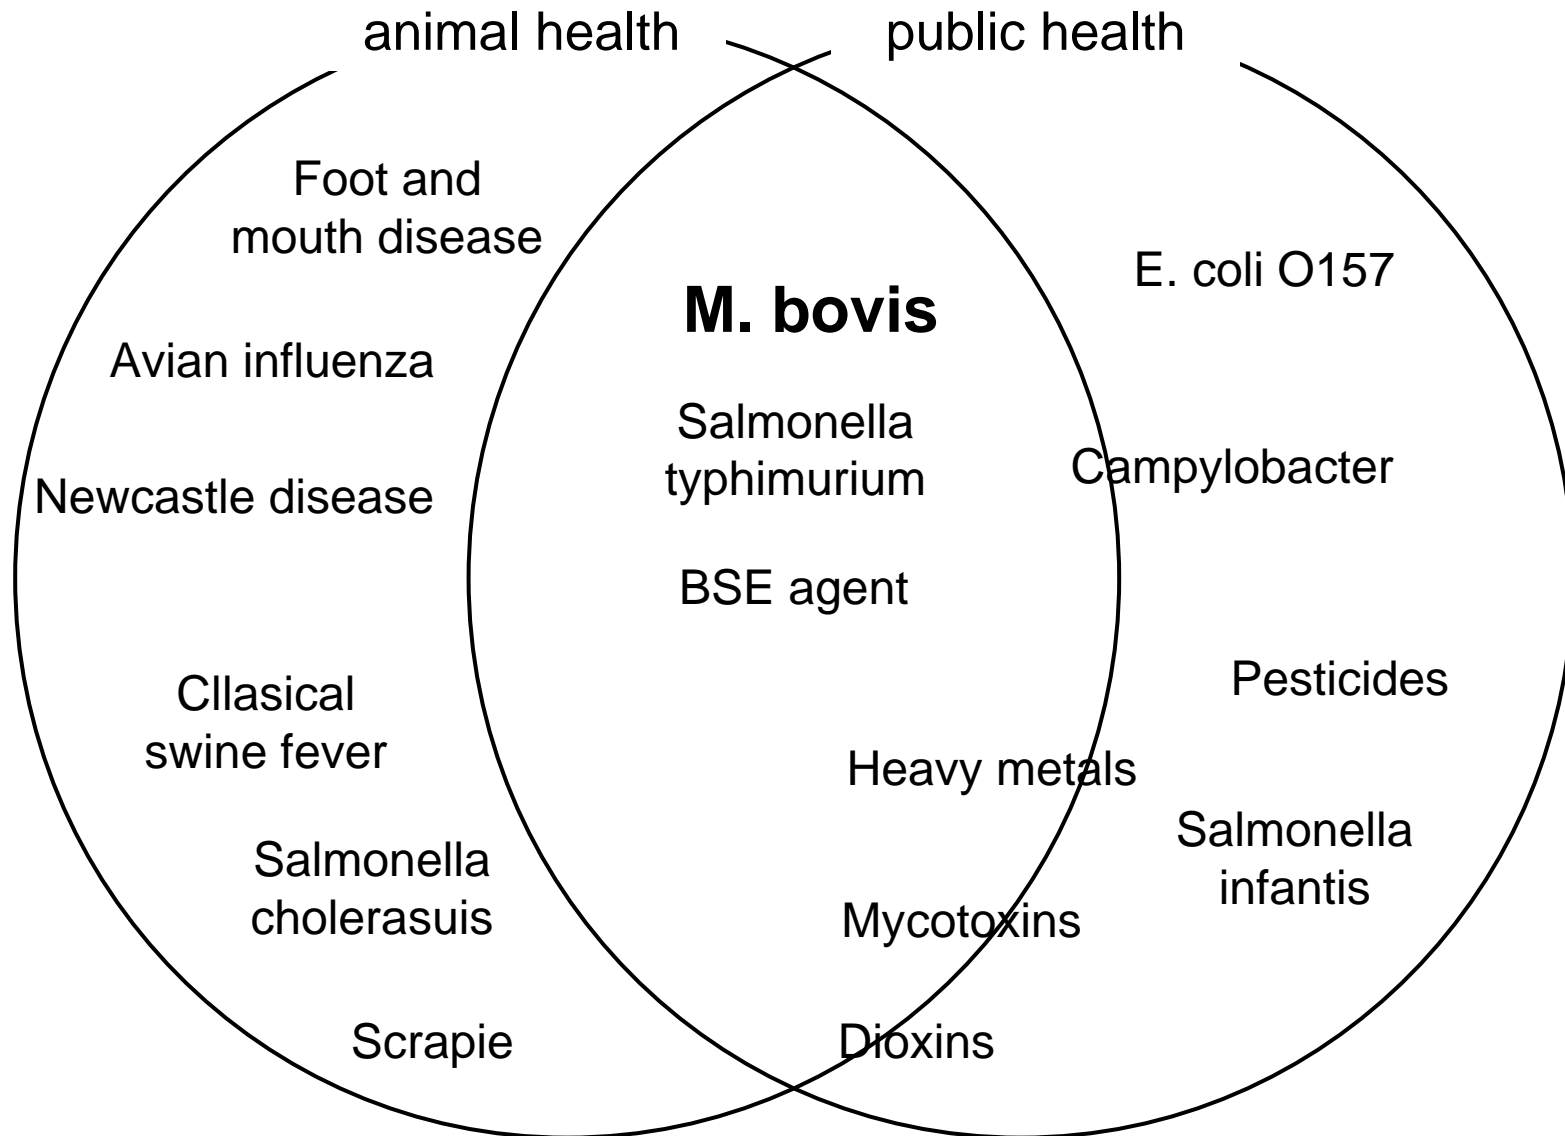 animal health
public health
Foot and
mouth disease
E. coli O157
M. bovis
Avian influenza
Salmonella
typhimurium
Campylobacter
Newcastle disease
BSE agent
Pesticides
Cllasical
swine fever
Heavy metals
Salmonella
infantis
Salmonella
cholerasuis
Mycotoxins
Scrapie
Dioxins